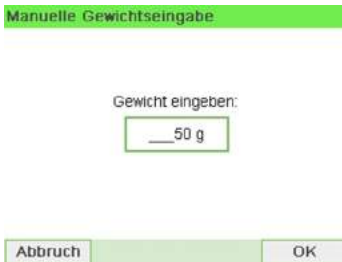 Manuelle Gewichtseingabe
Gewicht eingeben:
___50 g
Abbruch
OK